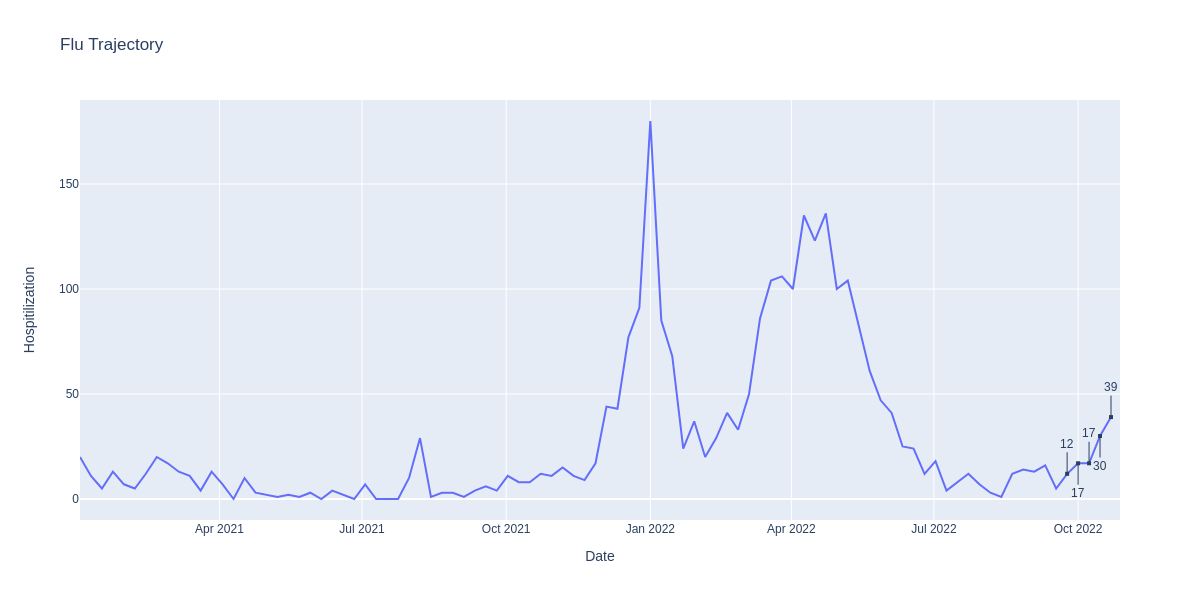 Flu Trajectory
Hospitilization
150
100
50
0
39
17
12
30
17
Apr 2021
Jul 2021
Oct 2021
Jan 2022
Apr 2022
Jul 2022
Oct 2022
Date